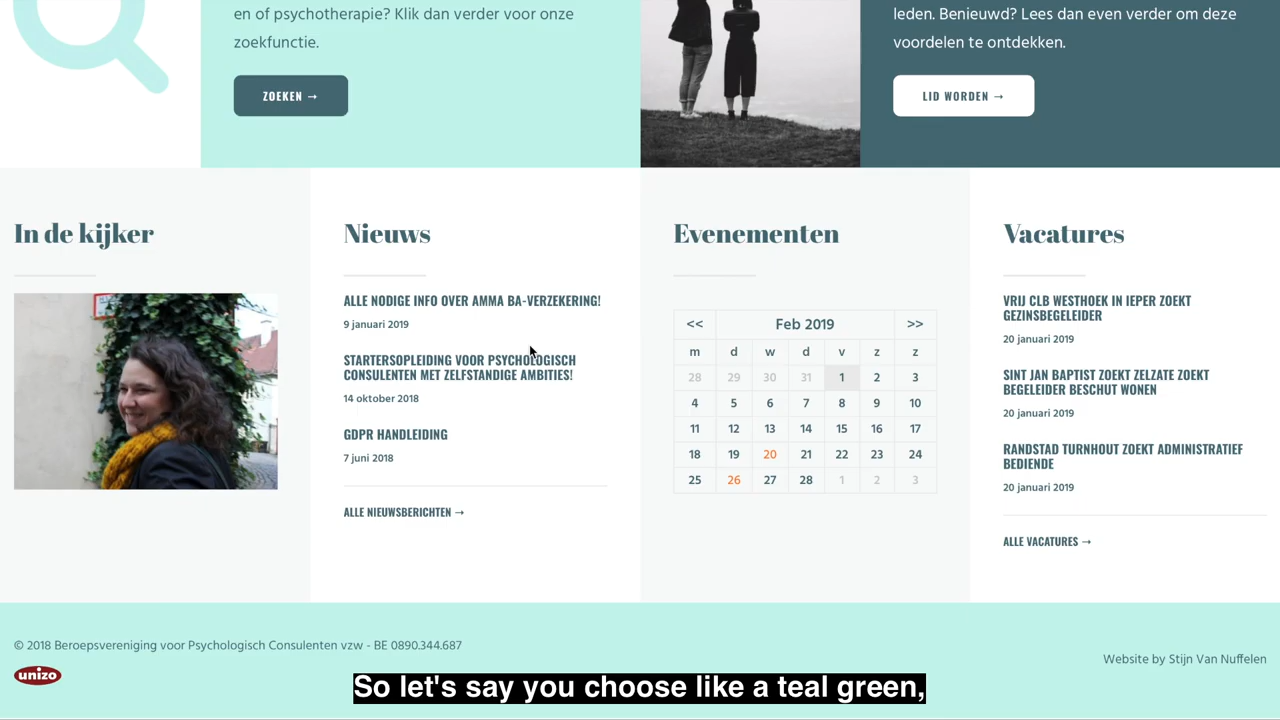 en of psychotherapie? Klik dan verder voor onze
zoekfunctie.
ZOEKEN →
leden. Benieuwd? Lees dan even verder om deze
voordelen te ontdekken.
LID WORDEN →
In de kijker
Nieuws
ALLE NODIGE INFO OVER AMMA BA-VERZEKERING!
9 januari 2019
STARTERSOPLEIDING VOOR PSYCHOLOGISCH
CONSULENTEN MET ZELFSTANDIGE AMBITIES!
14 oktober 2018
GDPR HANDLEIDING
7 juni 2018
ALLE NIEUWSBERICHTEN →
Evenementen
<< Feb 2019 >>
m d w d v z z
28 29 30 31 1 2 3
4 5 6 7 8 9 10
11 12 13 14 15 16 17
18 19 20 21 22 23 24
25 26 27 28 1 2 3
Vacatures
VRIJ CLB WESTHOEK IN IEPER ZOEKT
GEZINSBEGELEIDER
20 januari 2019
SINT JAN BAPTIST ZOEKT ZELZATE ZOEKT
BEGELEIDER BESCHUT WONEN
20 januari 2019
RANDSTAD TURNHOUT ZOEKT ADMINISTRATIEF
BEDIENDE
20 januari 2019
ALLE VACATURES →
© 2018 Beroepsvereniging voor Psychologisch Consulenten vzw - BE 0890.344.687
unizo
Website by Stijn Van Nuffelen
So let's say you choose like a teal green,